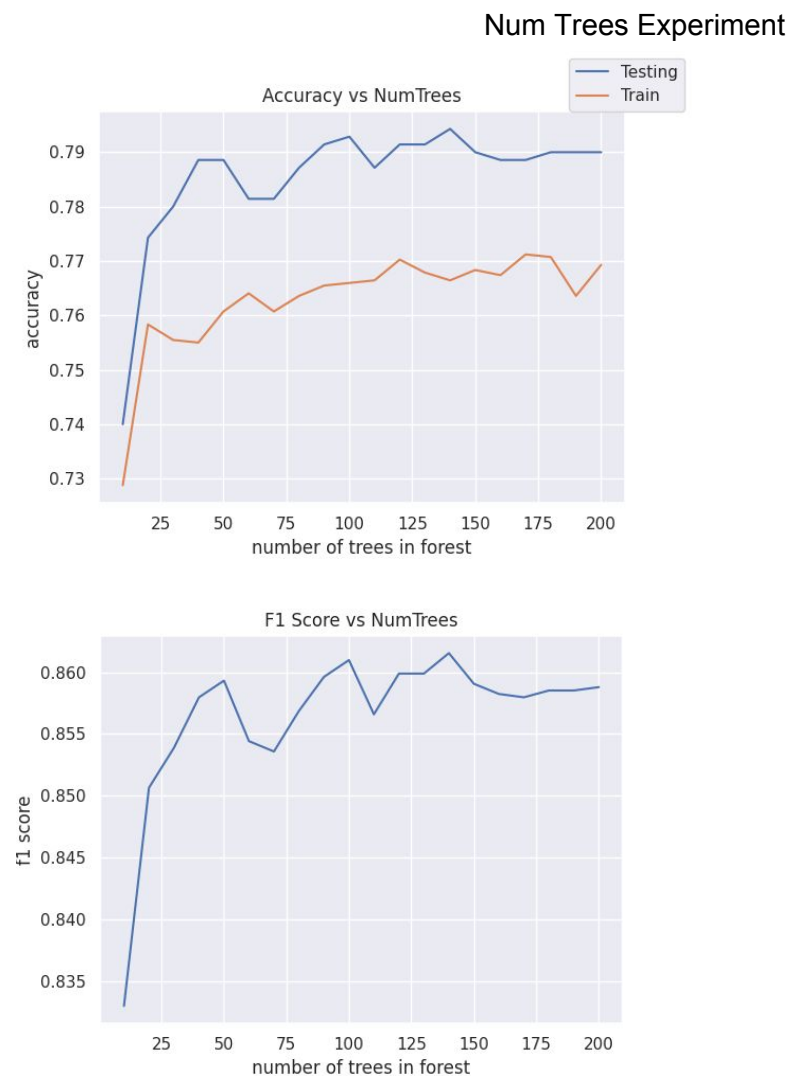 Num Trees Experiment
Testing
Train
Accuracy vs NumTrees
0.79
0.78
0.77
0.76
0.75
0.74
0.73
accuracy
25 50 75 100 125 150 175 200
number of trees in forest
F1 Score vs NumTrees
0.860
0.855
0.850
0.845
0.840
0.835
f1 score
25 50 75 100 125 150 175 200
number of trees in forest